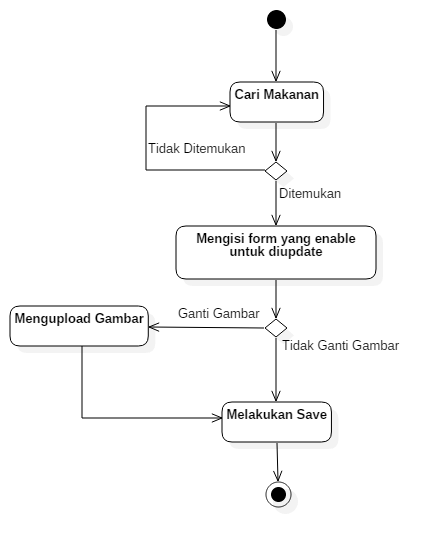 Cari Makanan
Tidak Ditemukan
Ditemukan
Mengisi form yang enable
untuk diupdate
Ganti Gambar
Mengupload Gambar
Tidak Ganti Gambar
Melakukan Save